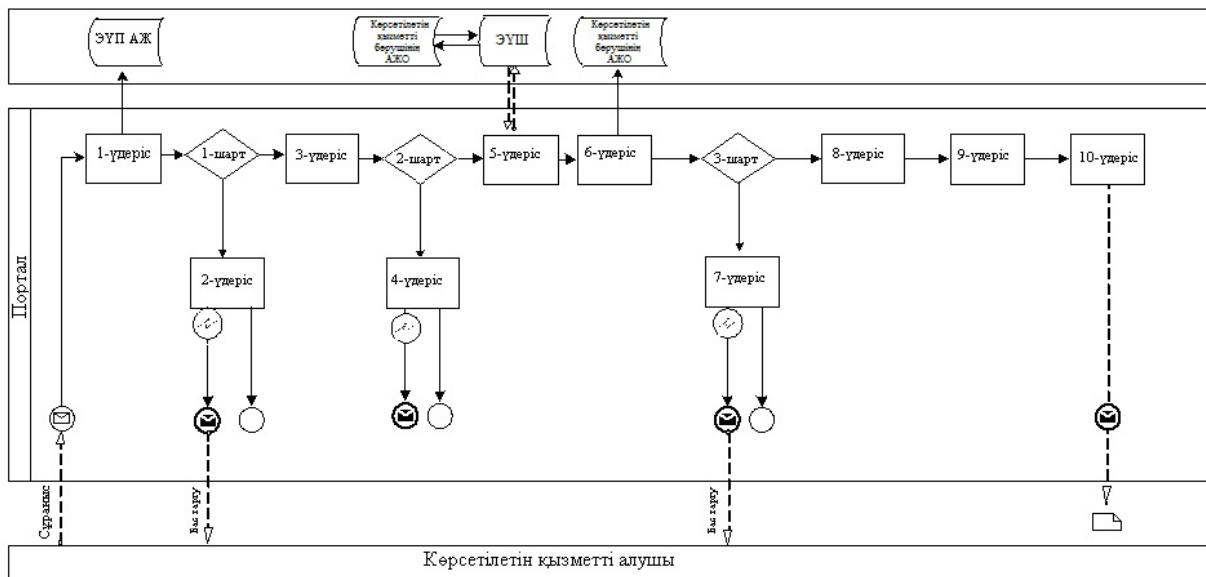 ЭҮП АЖ
Көрсетілетін
қызметті
берушінің
АЖО
ЭҮШ
Көрсетілетін
қызметті
берушінің
АЖО
Портал
1-үдеріс
1-шарт
3-үдеріс
2-шарт
5-үдеріс
6-үдеріс
3-шарт
8-үдеріс
9-үдеріс
10-үдеріс
2-үдеріс
4-үдеріс
7-үдеріс
Сұраныс
Бас тарту
Бас тарту
Көрсетілетін қызметті алушы